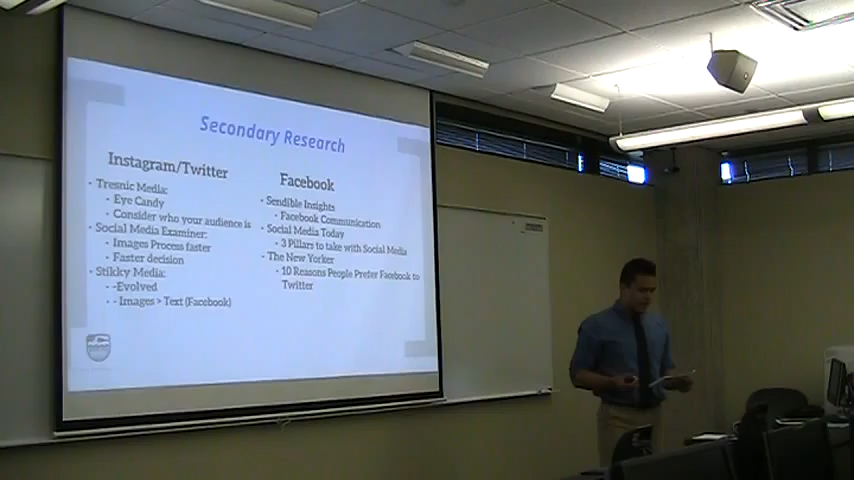 Secondary Research
Instagram/Twitter
- Tresnic Media:
- Eye Candy
- Consider who your audience is
- Social Media Examiner:
- Images Process faster
- Faster decision
- Stikky Media:
- -Evolved
- - Images > Text (Facebook)
Facebook
- Sendible Insights
- Facebook Communication
- Social Media Today
- 3 Pillars to take with Social Media
- The New Yorker
- 10 Reasons People Prefer Facebook to
Twitter